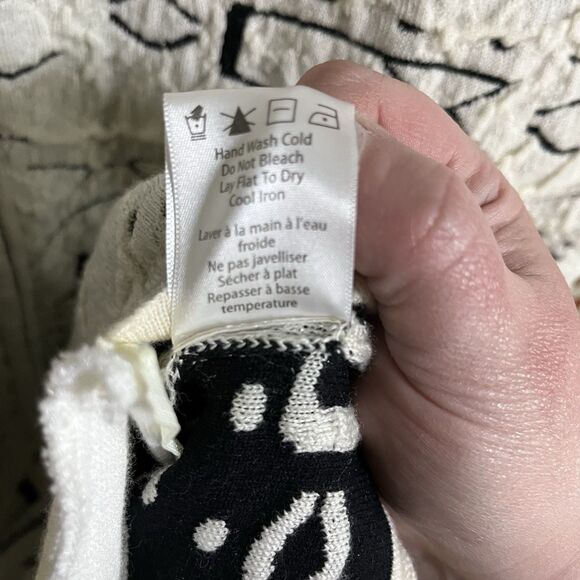 Hand Wash Cold
Do Not Bleach
Lay Flat To Dry
Cool Iron
Laver à la main à l'eau
froide
Ne pas javelliser
Sécher à plat
Repasser à basse
temperature